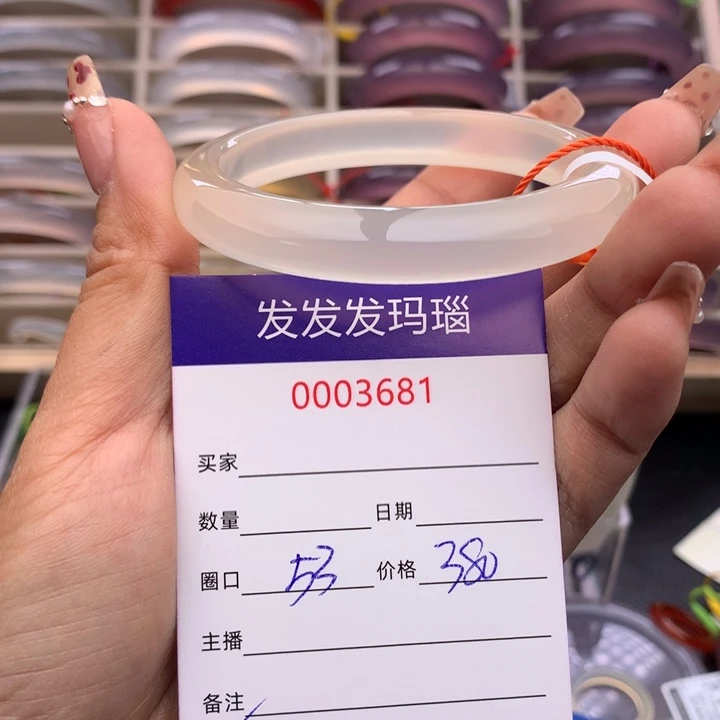 发发发玛瑙
0003681
买家
数量 日期
圈口 53 价格 380
主播
备注